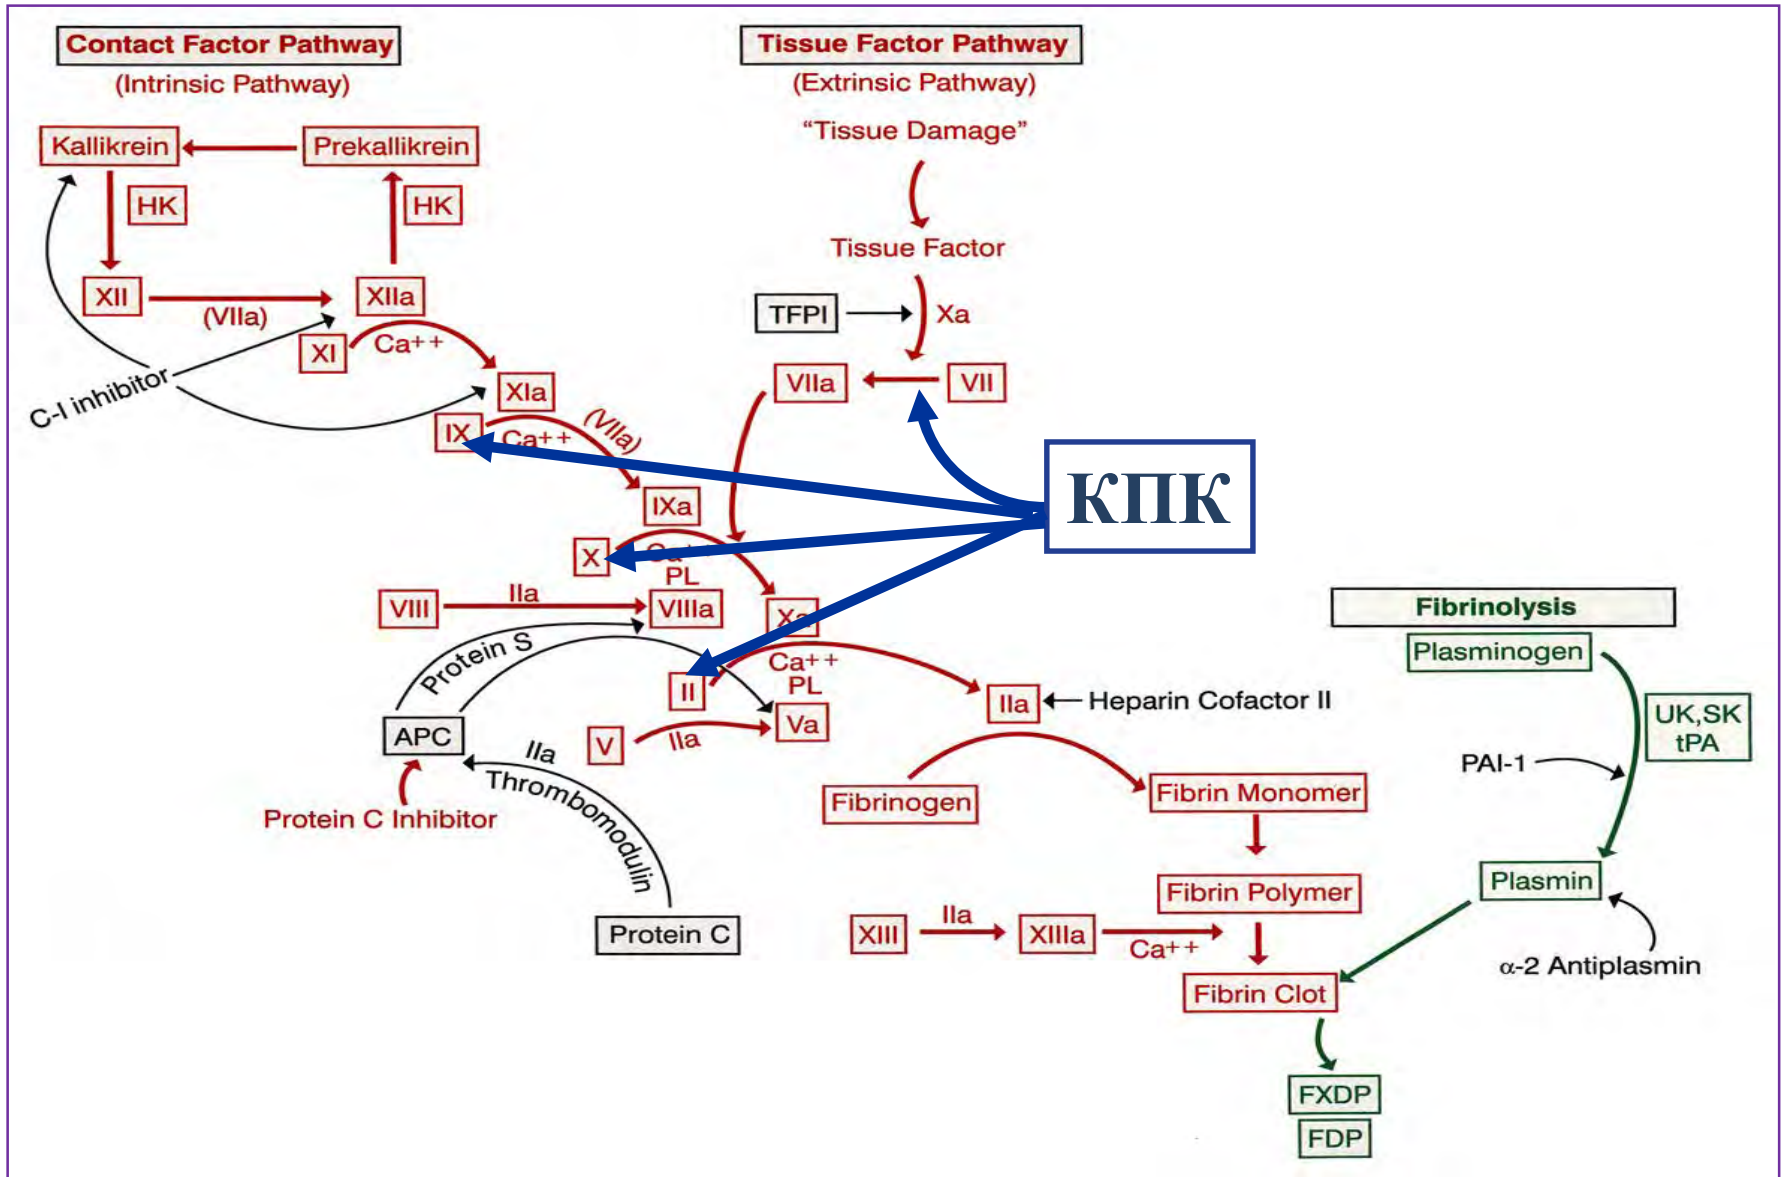 Contact Factor Pathway
(Intrinsic Pathway)
Kallikrein
Prekallikrein
HK
HK
XII
(VIIa)
XIIa
XI
Ca++
C-I inhibitor
XIa
IX
Ca++
(VIIa)
IXa
X
Ca++
PL
VIII
IIa
VIIIa
Xa
Protein S
II
Ca++
PL
APC
V
IIa
Va
IIa
Thrombomodulin
Protein C Inhibitor
Protein C
Tissue Factor Pathway
(Extrinsic Pathway)
“Tissue Damage”
Tissue Factor
TFPI
Xa
VIIa
VII
КПК
IIa
Heparin Cofactor II
Fibrinogen
Fibrin Monomer
Fibrin Polymer
XIII
IIa
XIIIa
Ca++
Fibrin Clot
Fibrinolysis
Plasminogen
UK,SK
tPA
PAI-1
Plasmin
α-2 Antiplasmin
FXDP
FDP